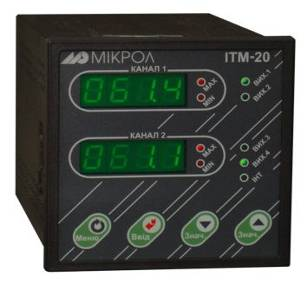 МІКРОЛ ІТМ-20
КАНАЛ 1
061.4
MAX
MIN
ВИХ.1
ВИХ.2
КАНАЛ 2
061.1
MAX
MIN
ВИХ.3
ВИХ.4
ІНТ
Меню
Ввід
Знач.
Знач.